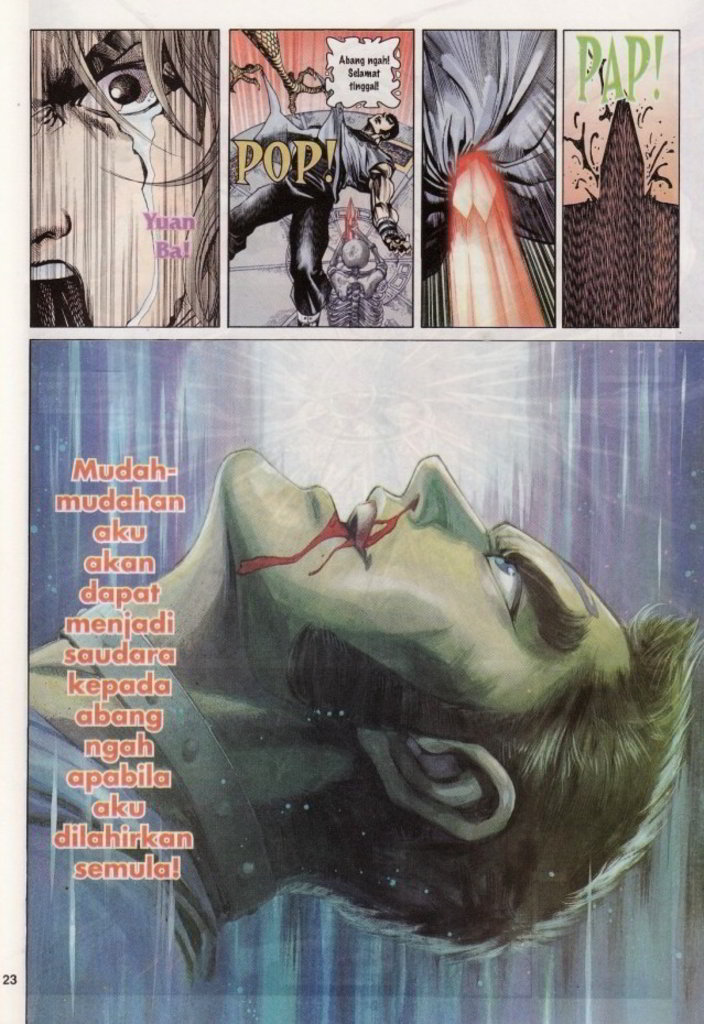 Yuan
Ba!
Abang ngah!
Selamat
tinggal!
POP!
PAP!
Mudah-
mudahan
aku
akan
dapat
menjadi
saudara
kepada
abang
ngah
apabila
aku
dilahirkan
semula!
23